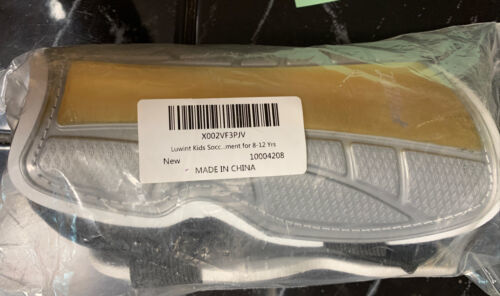 X002VF3PJV
Luwint Kids Socc...ment for 8-12 Yrs
New 10004208
MADE IN CHINA